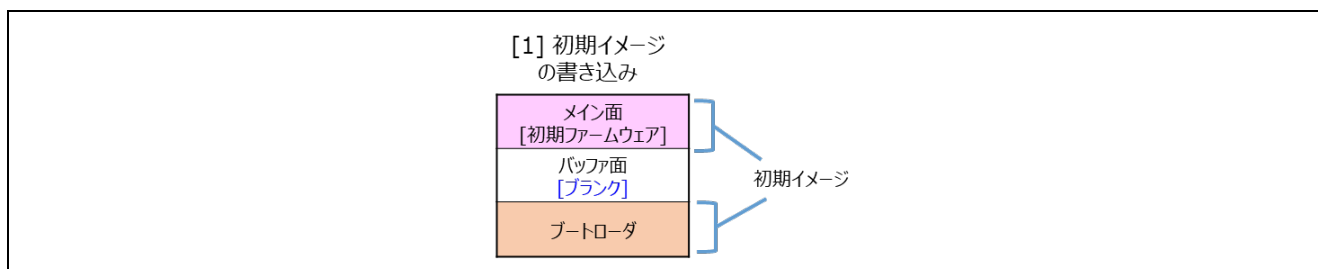 [1] 初期イメージ
の書き込み
メイン面
[初期ファームウェア]
バッファ面
[ブランク]
初期イメージ
ブートローダ